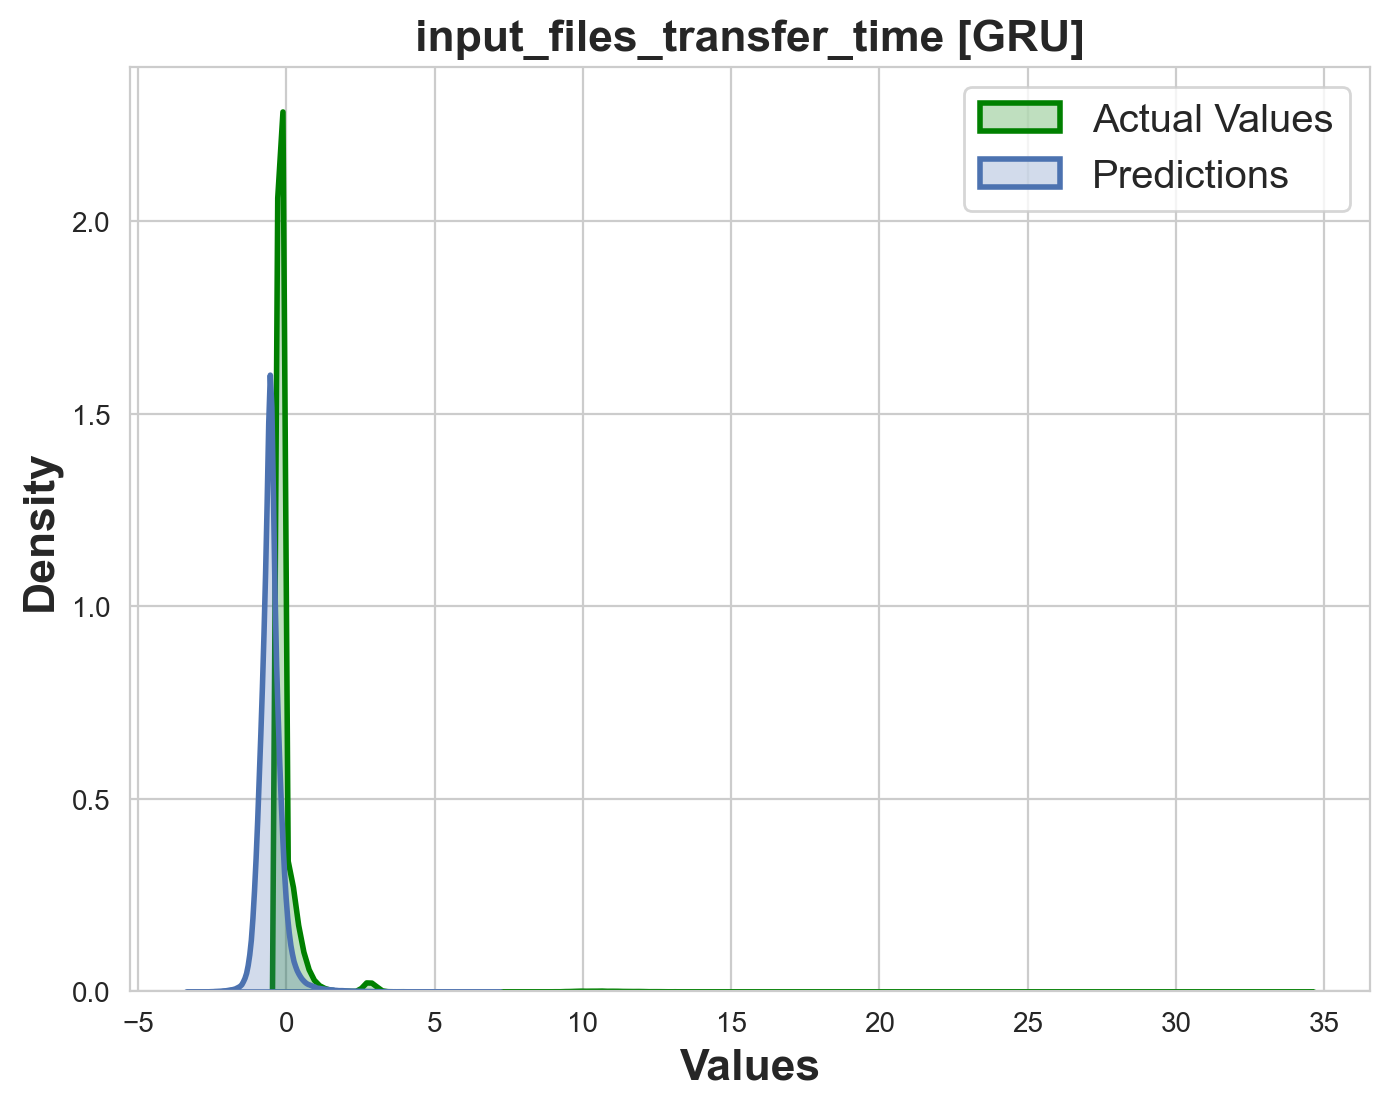 input_files_transfer_time [GRU]
Actual Values
Predictions
Density
2.0
1.5
1.0
0.5
0.0
−5 0 5 10 15 20 25 30 35
Values